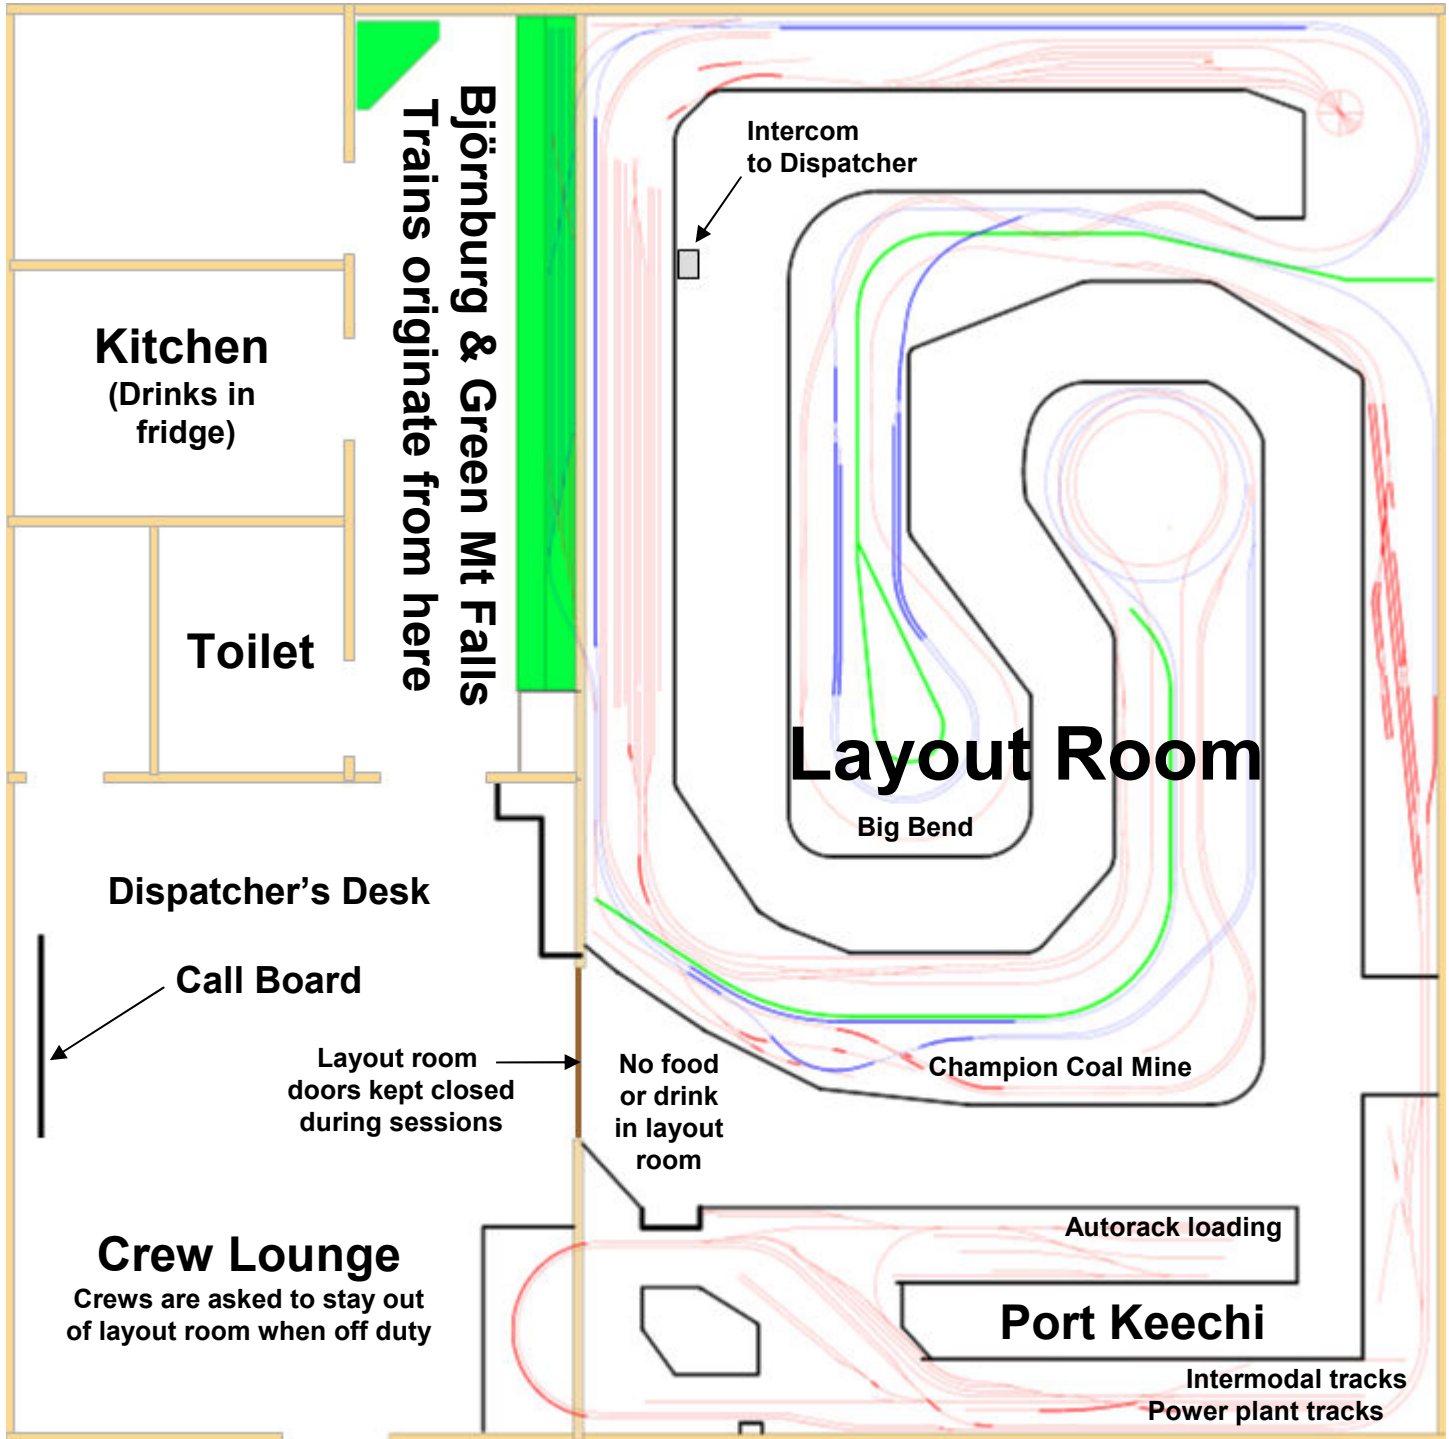 Björnburg & Green Mt Falls
Trains originate from here
Intercom
to Dispatcher
Kitchen
(Drinks in
fridge)
Toilet
Layout Room
Big Bend
Dispatcher’s Desk
Call Board
Layout room
doors kept closed
during sessions
No food
or drink
in layout
room
Champion Coal Mine
Crew Lounge
Crews are asked to stay out
of layout room when off duty
Autorack loading
Port Keechi
Intermodal tracks
Power plant tracks